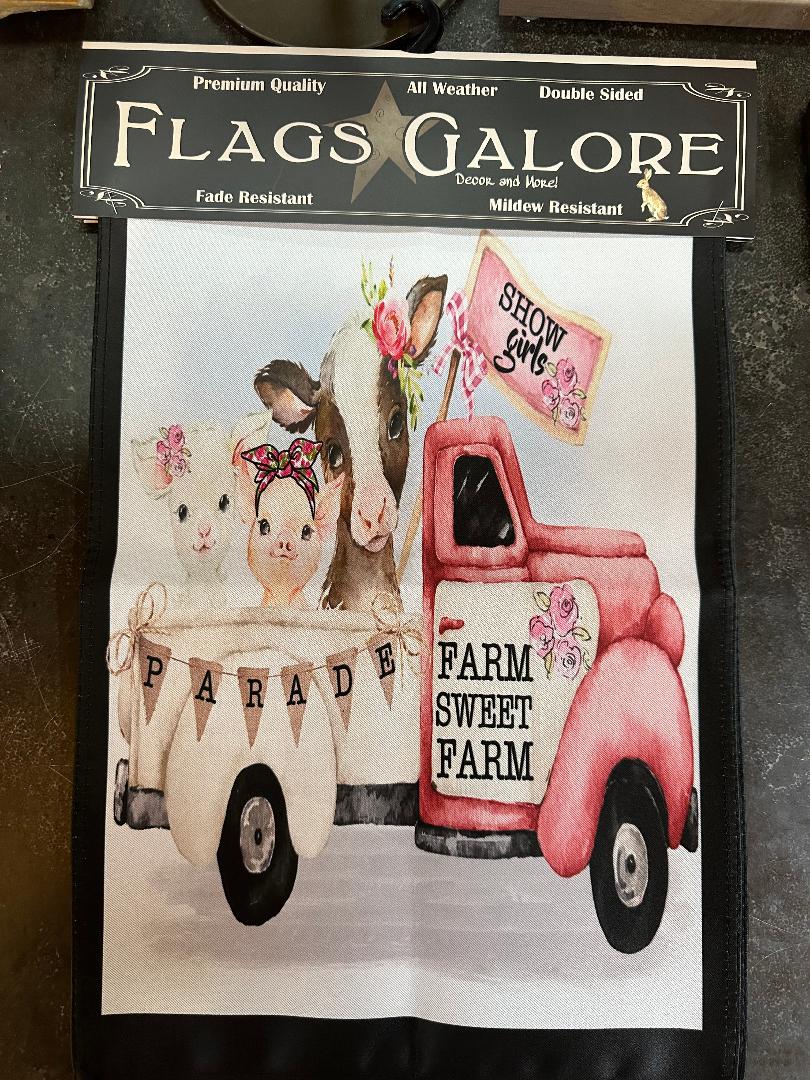 Premium Quality All Weather Double Sided
FLAGS GALORE
Decor and More!
Fade Resistant Mildew Resistant
SHOW
girls
PARADE
FARM
SWEET
FARM